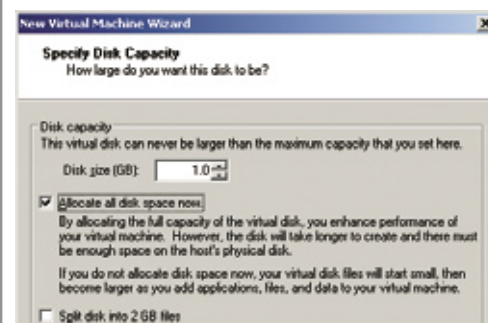 New Virtual Machine Wizard
Specify Disk Capacity
How large do you want this disk to be?
Disk capacity
This virtual disk can never be larger than the maximum capacity that you set here.
Disk size (GB): 1.0
Allocate all disk space now.
By allocating the full capacity of the virtual disk, you enhance performance of
your virtual machine. However, the disk will take longer to create and there must
be enough space on the host's physical disk.
If you do not allocate disk space now, your virtual disk files will start small, then
become larger as you add applications, files, and data to your virtual machine.
Split disk into 2 GB files